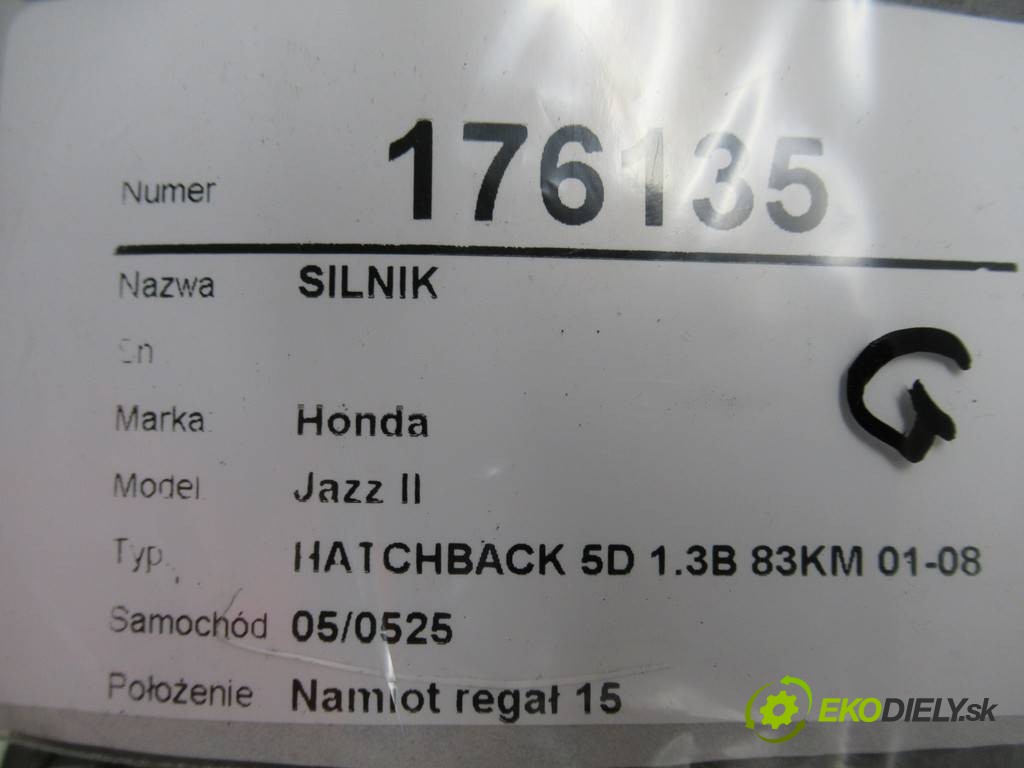 Numer 176135
Nazwa SILNIK
Sn
Marka Honda
G
Model Jazz II
Typ HATCHBACK 5D 1.3B 83KM 01-08
Samochód 05/0525
Położenie Namiot regał 15
EKODIELY.sk